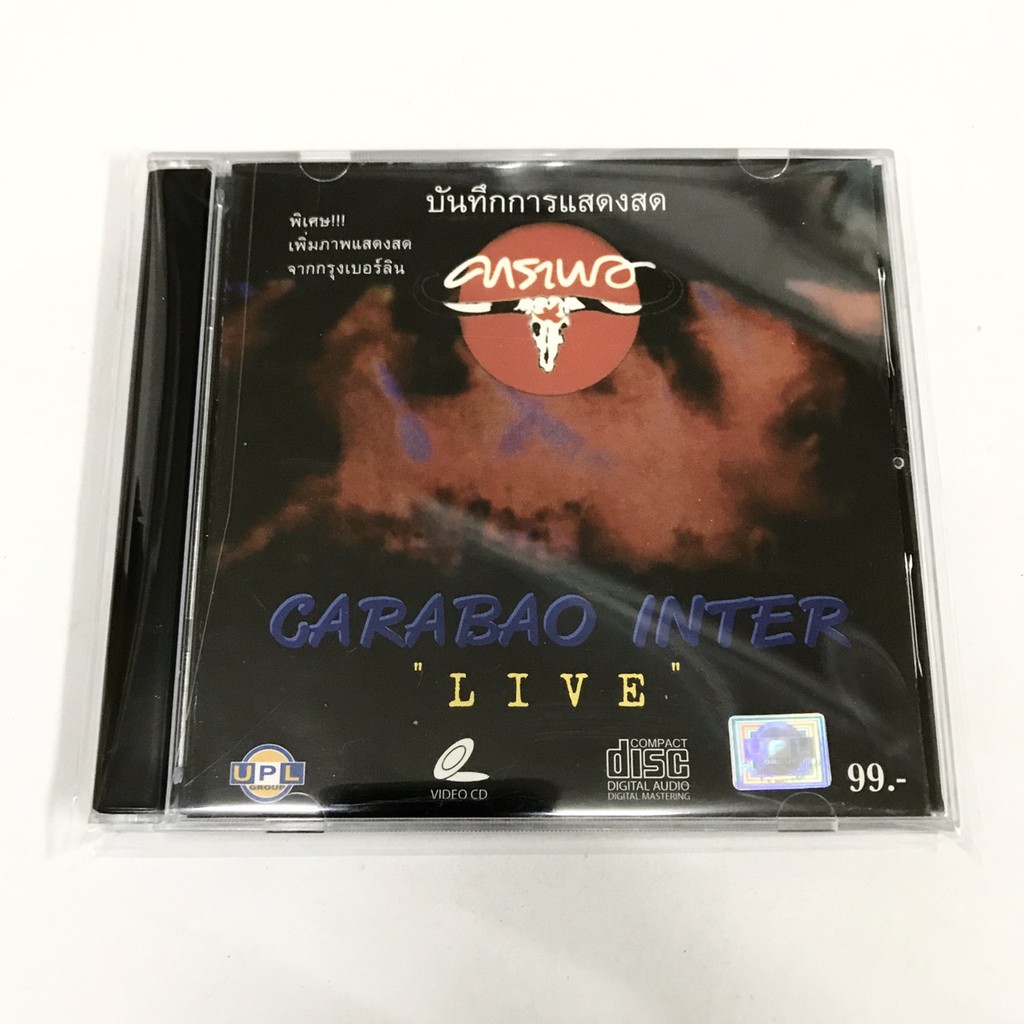 บันทึกการแสดงสด
พิเศษ!!!
เพิ่มภาพแสดงสด
จากกรุงเบอร์ลิน
คาราบาว
CARABAO INTER
"LIVE"
UPL
GROUP
VIDEO CD
COMPACT
disc
DIGITAL AUDIO
DIGITAL MASTERING
UPL
99.-